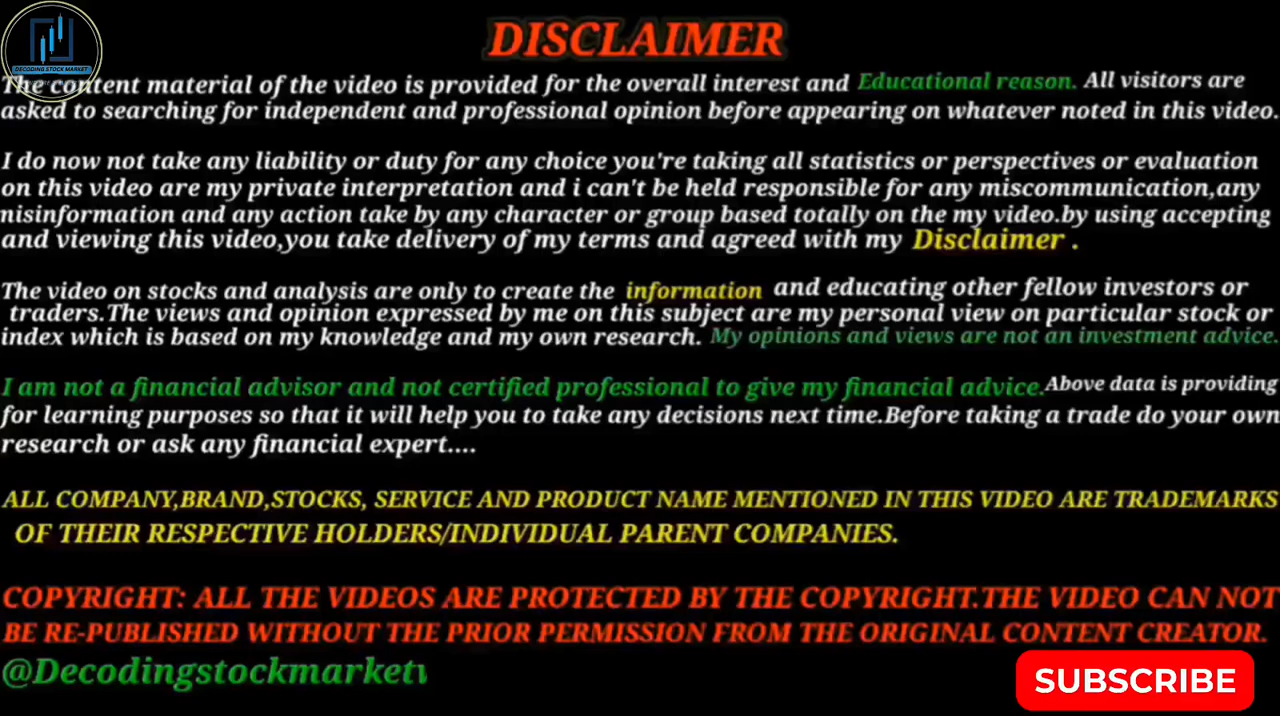 DECODING STOCK MARKET
DISCLAIMER
The content material of the video is provided for the overall interest and Educational reason. All visitors are
asked to searching for independent and professional opinion before appearing on whatever noted in this video.
I do now not take any liability or duty for any choice you're taking all statistics or perspectives or evaluation
on this video are my private interpretation and i can't be held responsible for any miscommunication,any
nisinformation and any action take by any character or group based totally on the my video.by using accepting
and viewing this video,you take delivery of my terms and agreed with my Disclaimer .
The video on stocks and analysis are only to create the information and educating other fellow investors or
traders.The views and opinion expressed by me on this subject are my personal view on particular stock or
index which is based on my knowledge and my own research. My opinions and views are not an investment advice.
I am not a financial advisor and not certified professional to give my financial advice.Above data is providing
for learning purposes so that it will help you to take any decisions next time.Before taking a trade do your own
research or ask any financial expert....
ALL COMPANY,BRAND,STOCKS, SERVICE AND PRODUCT NAME MENTIONED IN THIS VIDEO ARE TRADEMARKS
OF THEIR RESPECTIVE HOLDERS/INDIVIDUAL PARENT COMPANIES.
COPYRIGHT: ALL THE VIDEOS ARE PROTECTED BY THE COPYRIGHT.THE VIDEO CAN NOT
BE RE-PUBLISHED WITHOUT THE PRIOR PERMISSION FROM THE ORIGINAL CONTENT CREATOR.
@Decodingstockmarket
SUBSCRIBE